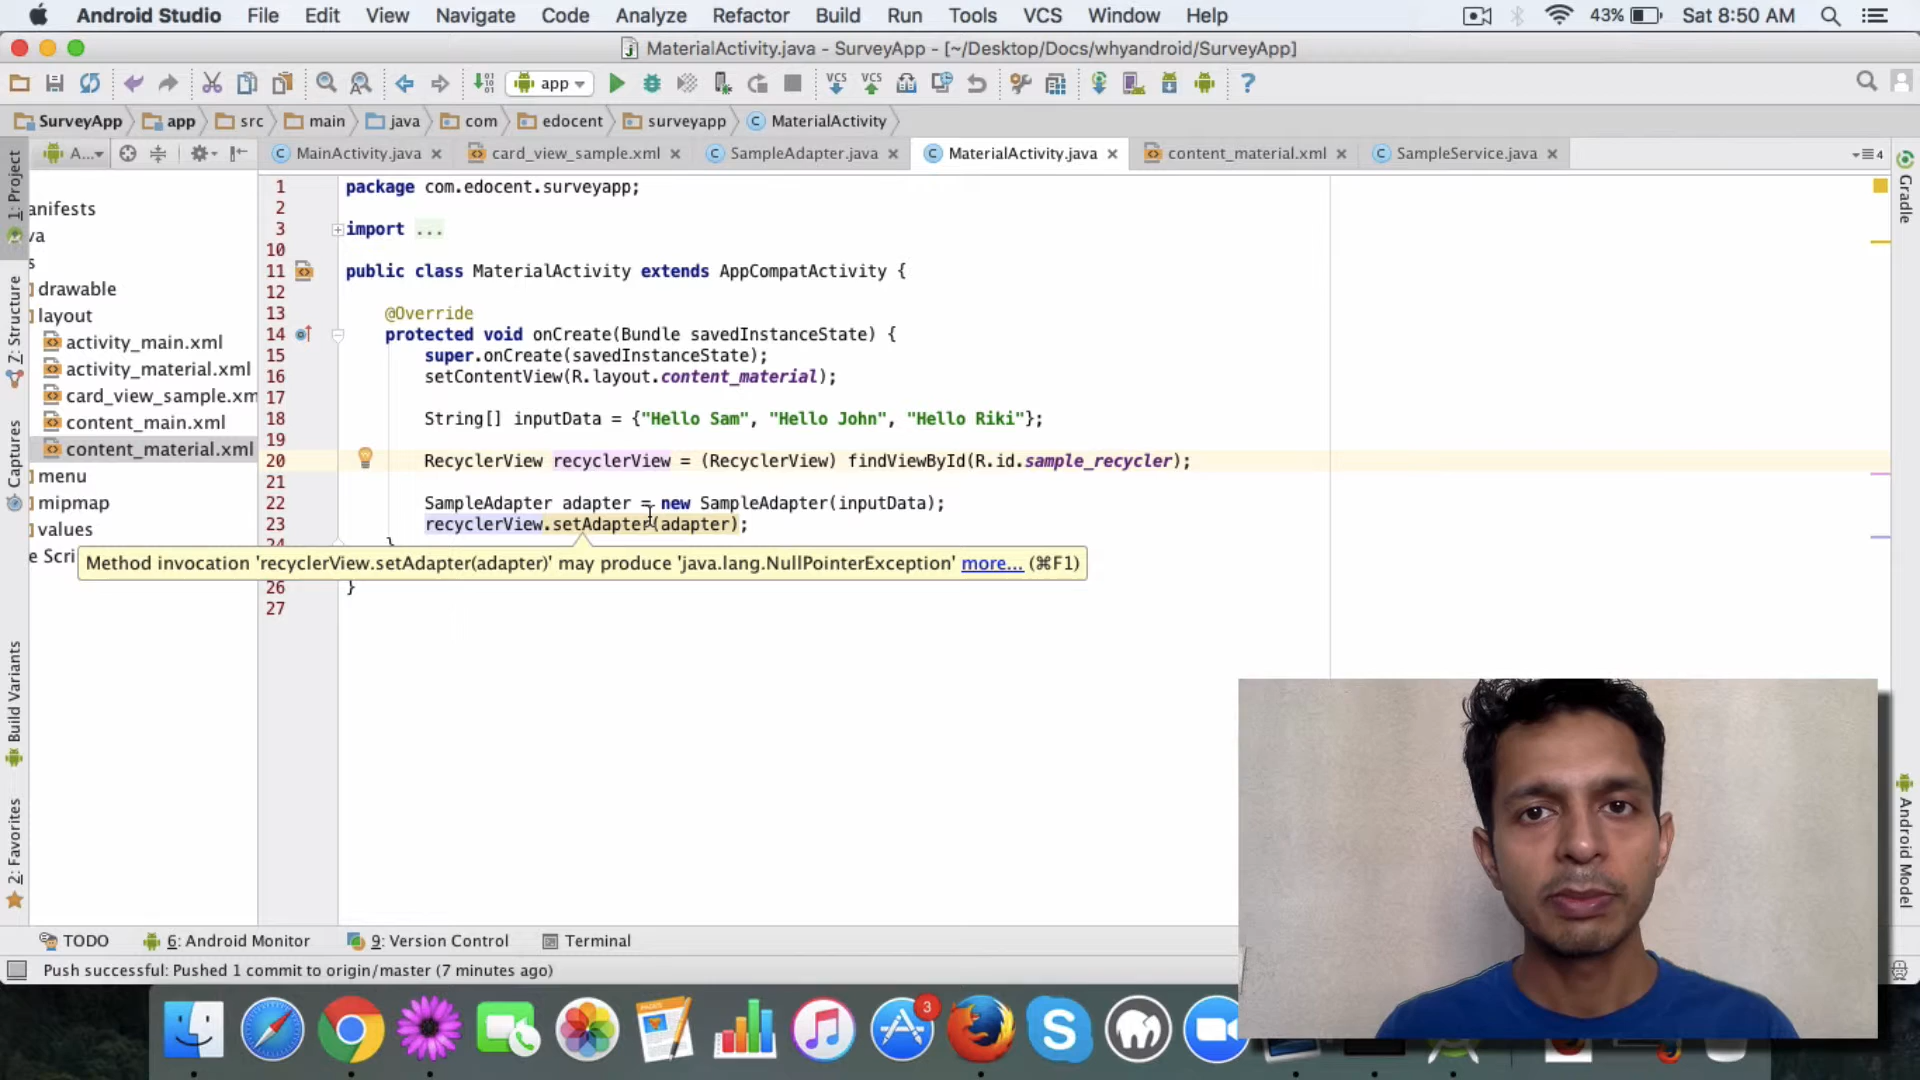 Android Studio File Edit View Navigate Code Analyze Refactor Build Run Tools VCS Window Help 43% Sat 8:50 AM
MaterialActivity.java - SurveyApp - [~/Desktop/Docs/whyandroid/SurveyApp]
app VCS VCS ?
SurveyApp app src main java com edocent surveyapp MaterialActivity
A... MainActivity.java card_view_sample.xml SampleAdapter.java MaterialActivity.java content_material.xml SampleService.java 4
1: Project
Z: Structure
Captures
Build Variants
2: Favorites
anifests
va
s
drawable
layout
activity_main.xml
activity_material.xml
card_view_sample.xm
content_main.xml
content_material.xml
menu
mipmap
values
e Scri
1 package com.edocent.surveyapp;
2
3 import ...
10
11 public class MaterialActivity extends AppCompatActivity {
12
13 @Override
14 protected void onCreate(Bundle savedInstanceState) {
15 super.onCreate(savedInstanceState);
16 setContentView(R.layout.content_material);
17
18 String[] inputData = {"Hello Sam", "Hello John", "Hello Riki"};
19
20 RecyclerView recyclerView = (RecyclerView) findViewById(R.id.sample_recycler);
21
22 SampleAdapter adapter = new SampleAdapter(inputData);
23 recyclerView.setAdapter(adapter);
24 }
Method invocation 'recyclerView.setAdapter(adapter)' may produce 'java.lang.NullPointerException' more... (⌘F1)
26 }
27
Gradle
Android Model
TODO 6: Android Monitor 9: Version Control Terminal
Push successful: Pushed 1 commit to origin/master (7 minutes ago)
PAGES
3